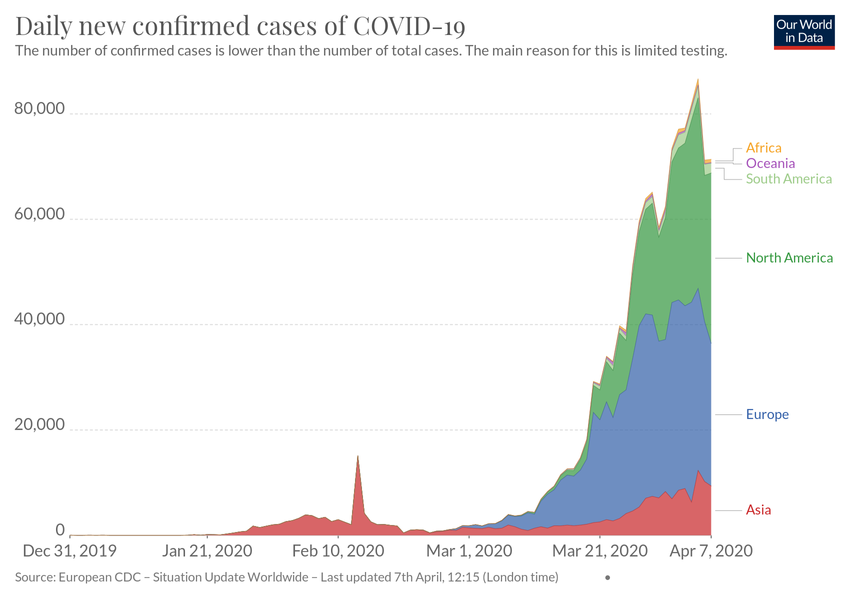 Daily new confirmed cases of COVID-19
Our World
in Data
The number of confirmed cases is lower than the number of total cases. The main reason for this is limited testing.
80,000
60,000
40,000
20,000
0
Africa
Oceania
South America
North America
Europe
Asia
Dec 31, 2019
Jan 21, 2020
Feb 10, 2020
Mar 1, 2020
Mar 21, 2020
Apr 7, 2020
Source: European CDC – Situation Update Worldwide – Last updated 7th April, 12:15 (London time)